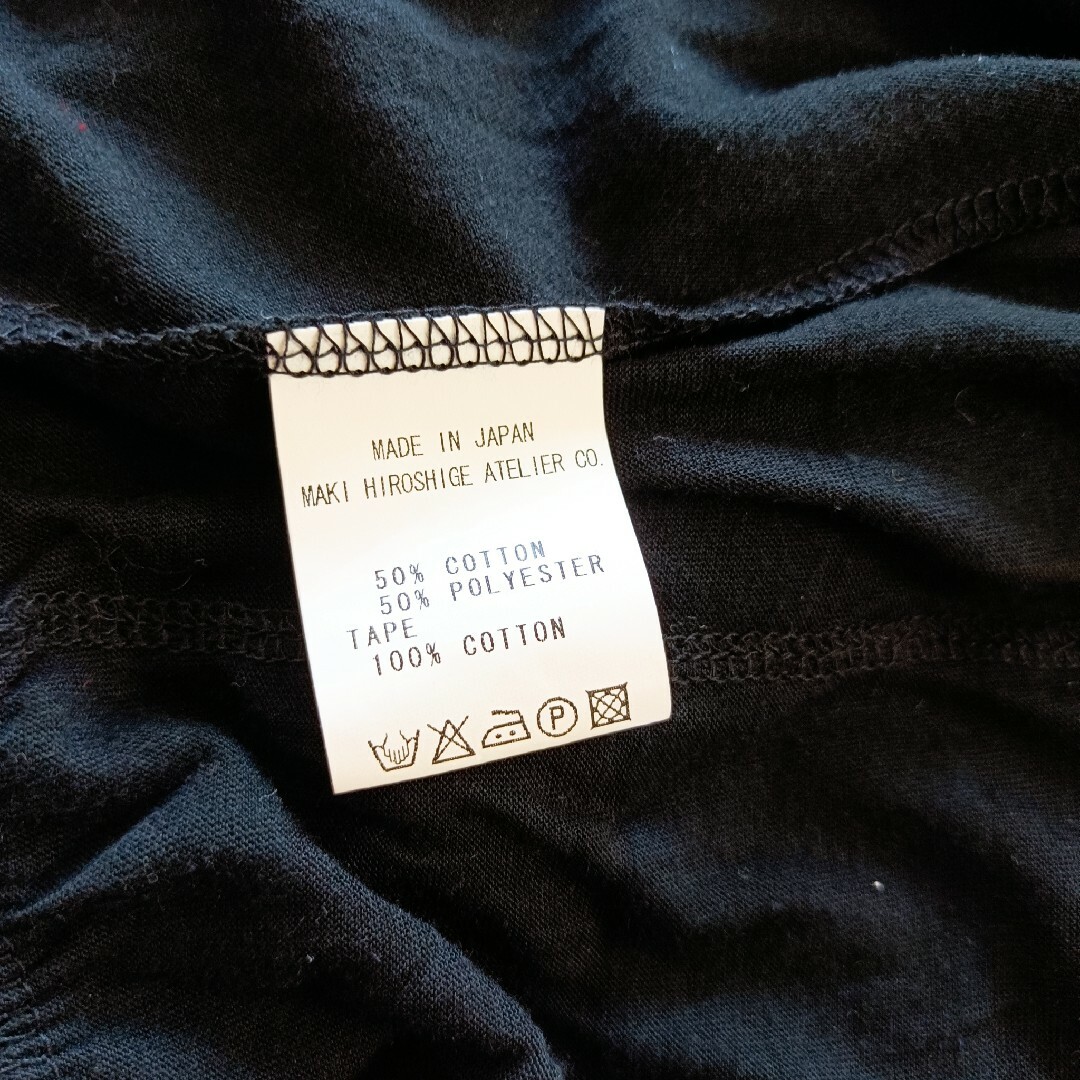 MADE IN JAPAN
MAKI HIROSHIGE ATELIER CO.
50% COTTON
50% POLYESTER
TAPE
100% COTTON
P